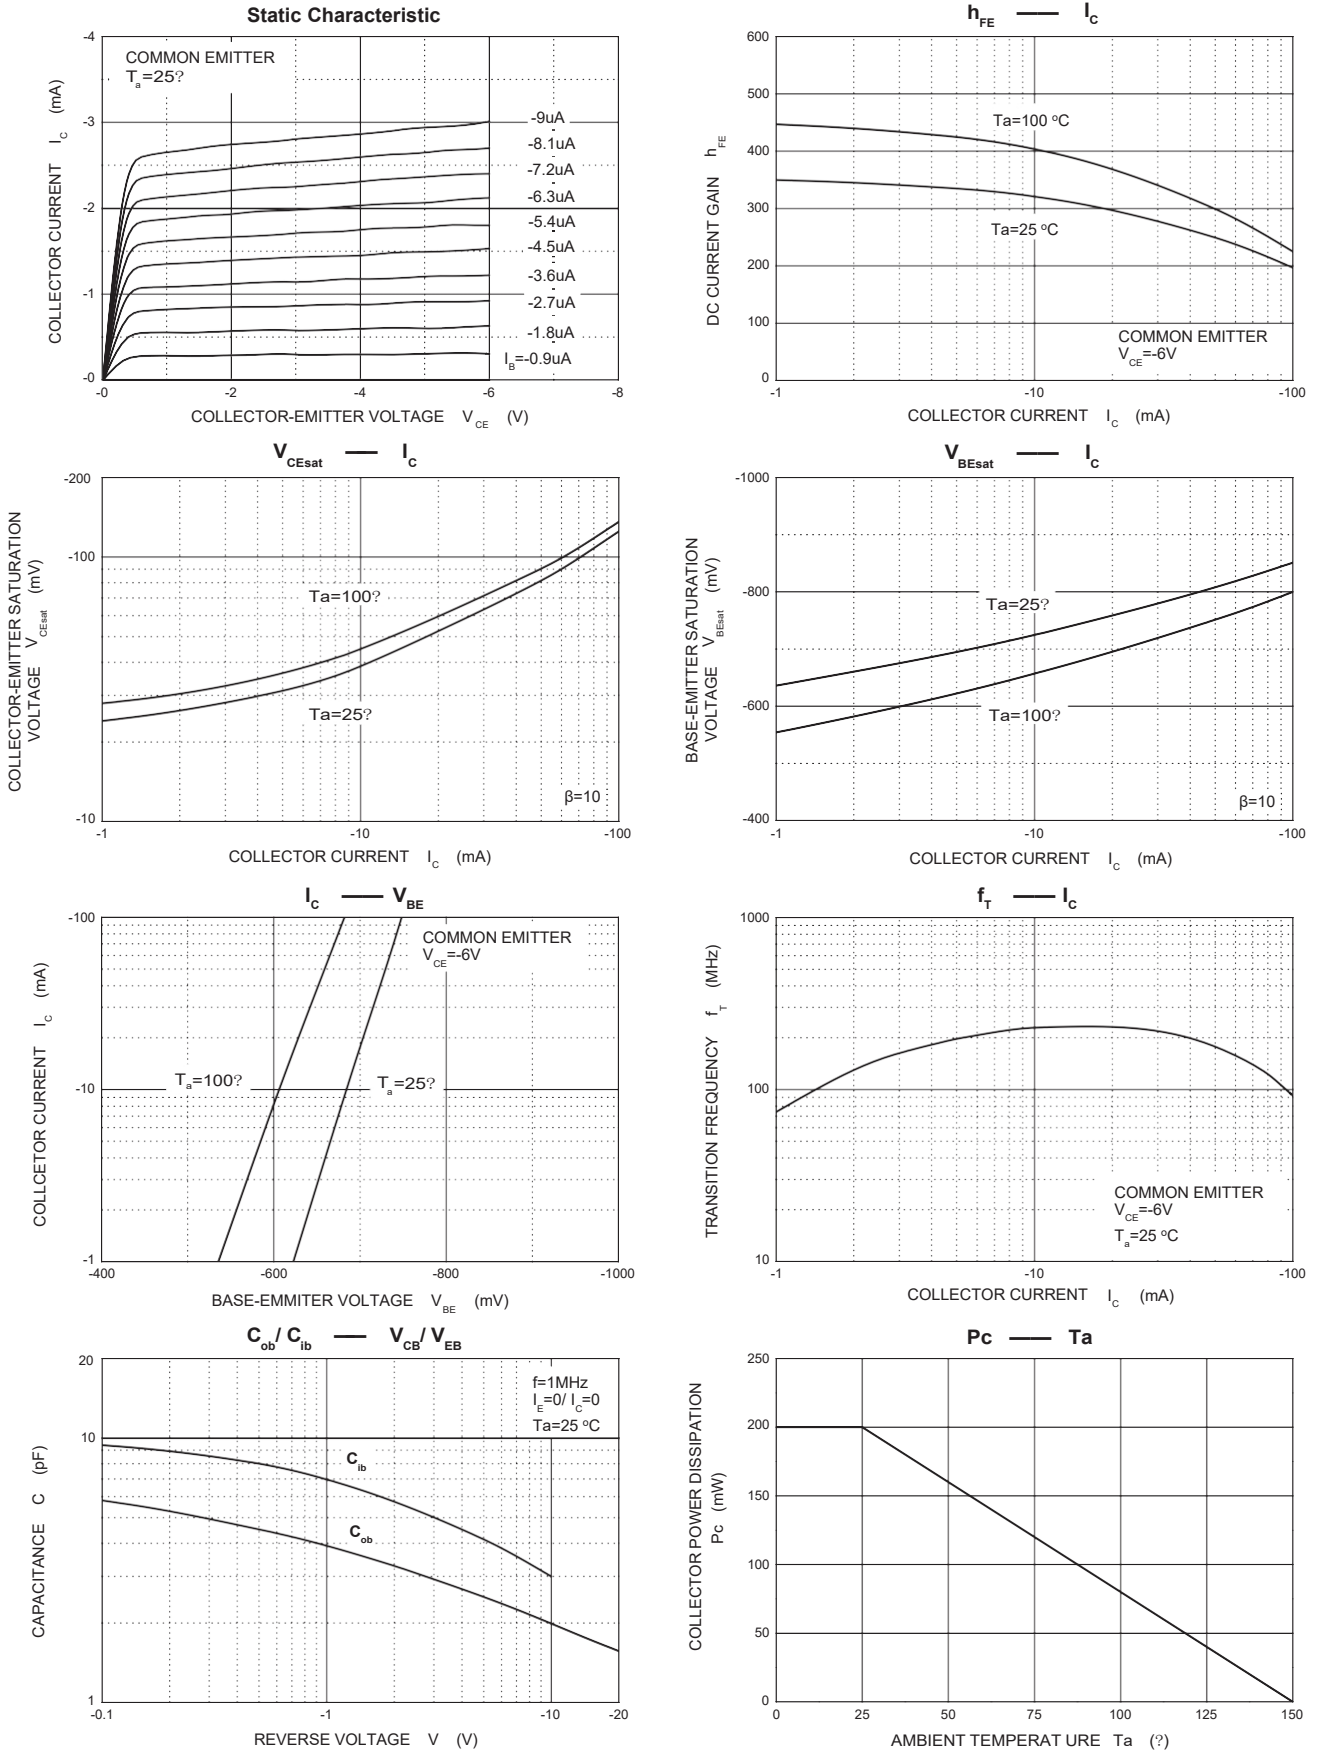 Static Characteristic
COMMON EMITTER
Ta=25?
COLLECTOR CURRENT IC (mA)
-4
-3
-2
-1
-0
-9uA
-8.1uA
-7.2uA
-6.3uA
-5.4uA
-4.5uA
-3.6uA
-2.7uA
-1.8uA
IB=-0.9uA
-0 -2 -4 -6 -8
COLLECTOR-EMITTER VOLTAGE VCE (V)
hFE —— IC
DC CURRENT GAIN hFE
600
500
400
300
200
100
0
Ta=100 oC
Ta=25 oC
COMMON EMITTER
VCE=-6V
-1 -10 -100
COLLECTOR CURRENT IC (mA)
VCEsat —— IC
COLLECTOR-EMITTER SATURATION
VOLTAGE VCEsat (mV)
-200
-100
-10
Ta=100?
Ta=25?
β=10
-1 -10 -100
COLLECTOR CURRENT IC (mA)
VBEsat —— IC
BASE-EMITTER SATURATION
VOLTAGE VBEsat (mV)
-1000
-800
-600
-400
Ta=25?
Ta=100?
β=10
-1 -10 -100
COLLECTOR CURRENT IC (mA)
IC —— VBE
COLLCETOR CURRENT IC (mA)
-100
-10
-1
COMMON EMITTER
VCE=-6V
Ta=100?
Ta=25?
-400 -600 -800 -1000
BASE-EMMITER VOLTAGE VBE (mV)
fT —— IC
TRANSITION FREQUENCY fT (MHz)
1000
100
10
COMMON EMITTER
VCE=-6V
Ta=25 oC
-1 -10 -100
COLLECTOR CURRENT IC (mA)
Cob/ Cib —— VCB/ VEB
CAPACITANCE C (pF)
20
10
1
f=1MHz
IE=0/ IC=0
Ta=25 oC
Cib
Cob
-0.1 -1 -10 -20
REVERSE VOLTAGE V (V)
Pc —— Ta
COLLECTOR POWER DISSIPATION
Pc (mW)
250
200
150
100
50
0
0 25 50 75 100 125 150
AMBIENT TEMPERAT URE Ta (?)